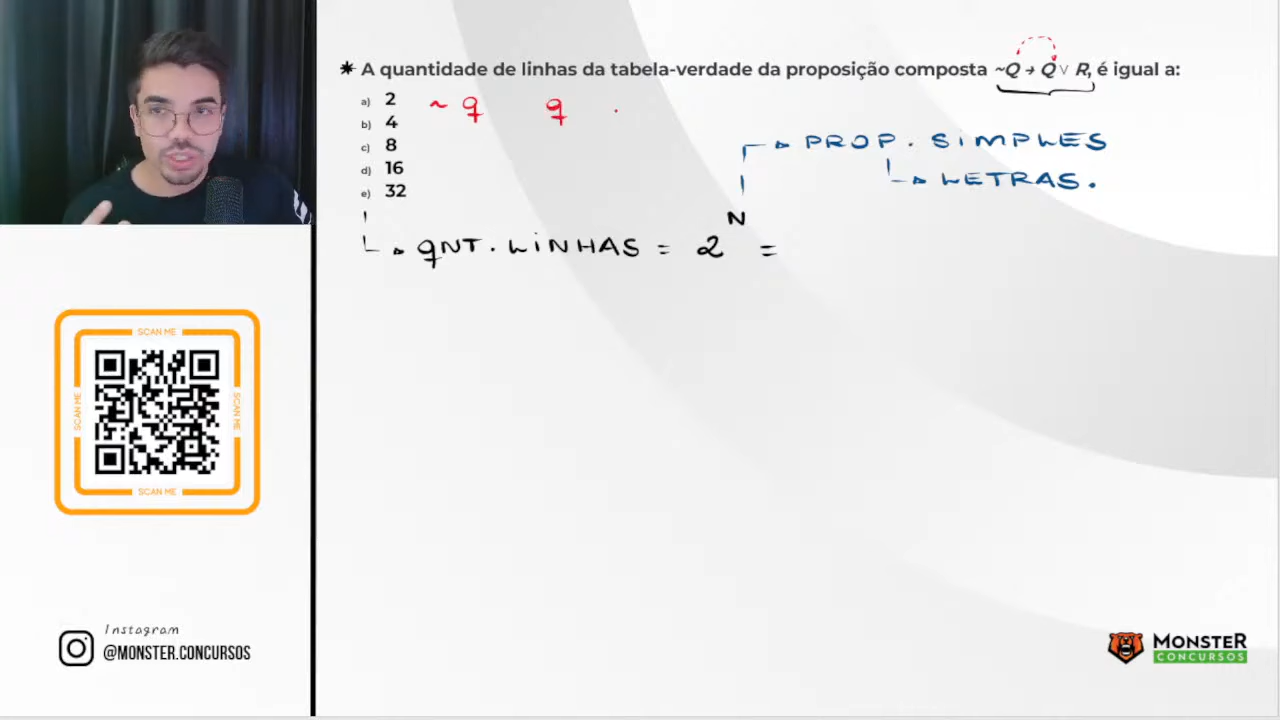 ✱ A quantidade de linhas da tabela-verdade da proposição composta ~Q → Q ∨ R, é igual a:
a) 2
b) 4
c) 8
d) 16
e) 32
~ q q
PROP. SIMPLES
LETRAS.
qNT. LINHAS = 2^N =
SCAN ME
SCAN ME
SCAN ME
SCAN ME
Instagram
@MONSTER.CONCURSOS
MONSTER
CONCURSOS